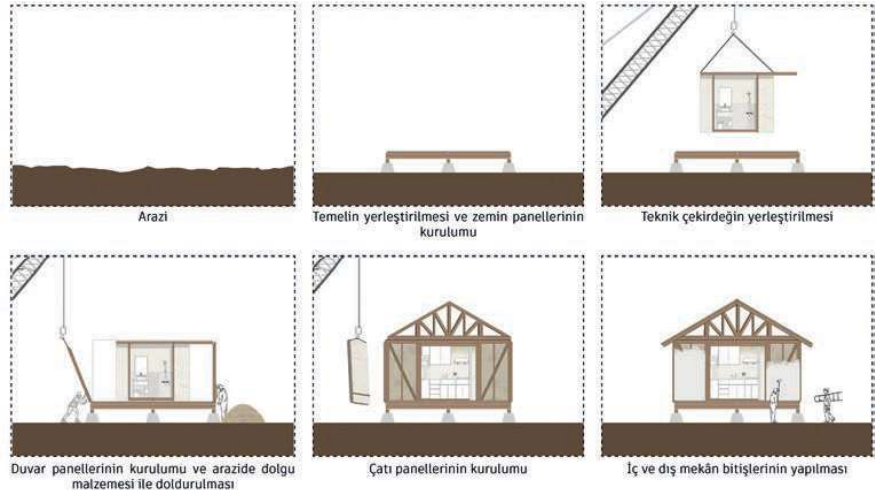 Arazi
Temelin yerleştirilmesi ve zemin panellerinin
kurulumu
Teknik çekirdeğin yerleştirilmesi
Duvar panellerinin kurulumu ve arazide dolgu
malzemesi ile doldurulması
Çatı panellerinin kurulumu
İç ve dış mekân bitişlerinin yapılması